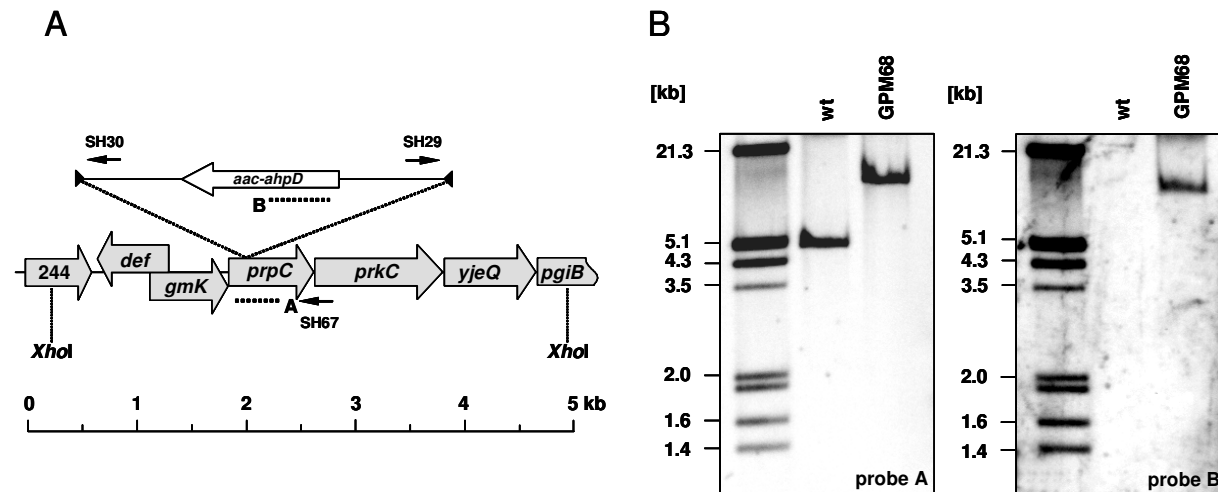 A
SH30
SH29
aac-ahpD
B
244
def
gmK
prpC
prkC
yjeQ
pgiB
A
SH67
XhoI
XhoI
0 1 2 3 4 5 kb
B
[kb]
wt
GPM68
21.3
5.1
4.3
3.5
2.0
1.6
1.4
probe A
[kb]
wt
GPM68
21.3
5.1
4.3
3.5
2.0
1.6
1.4
probe B